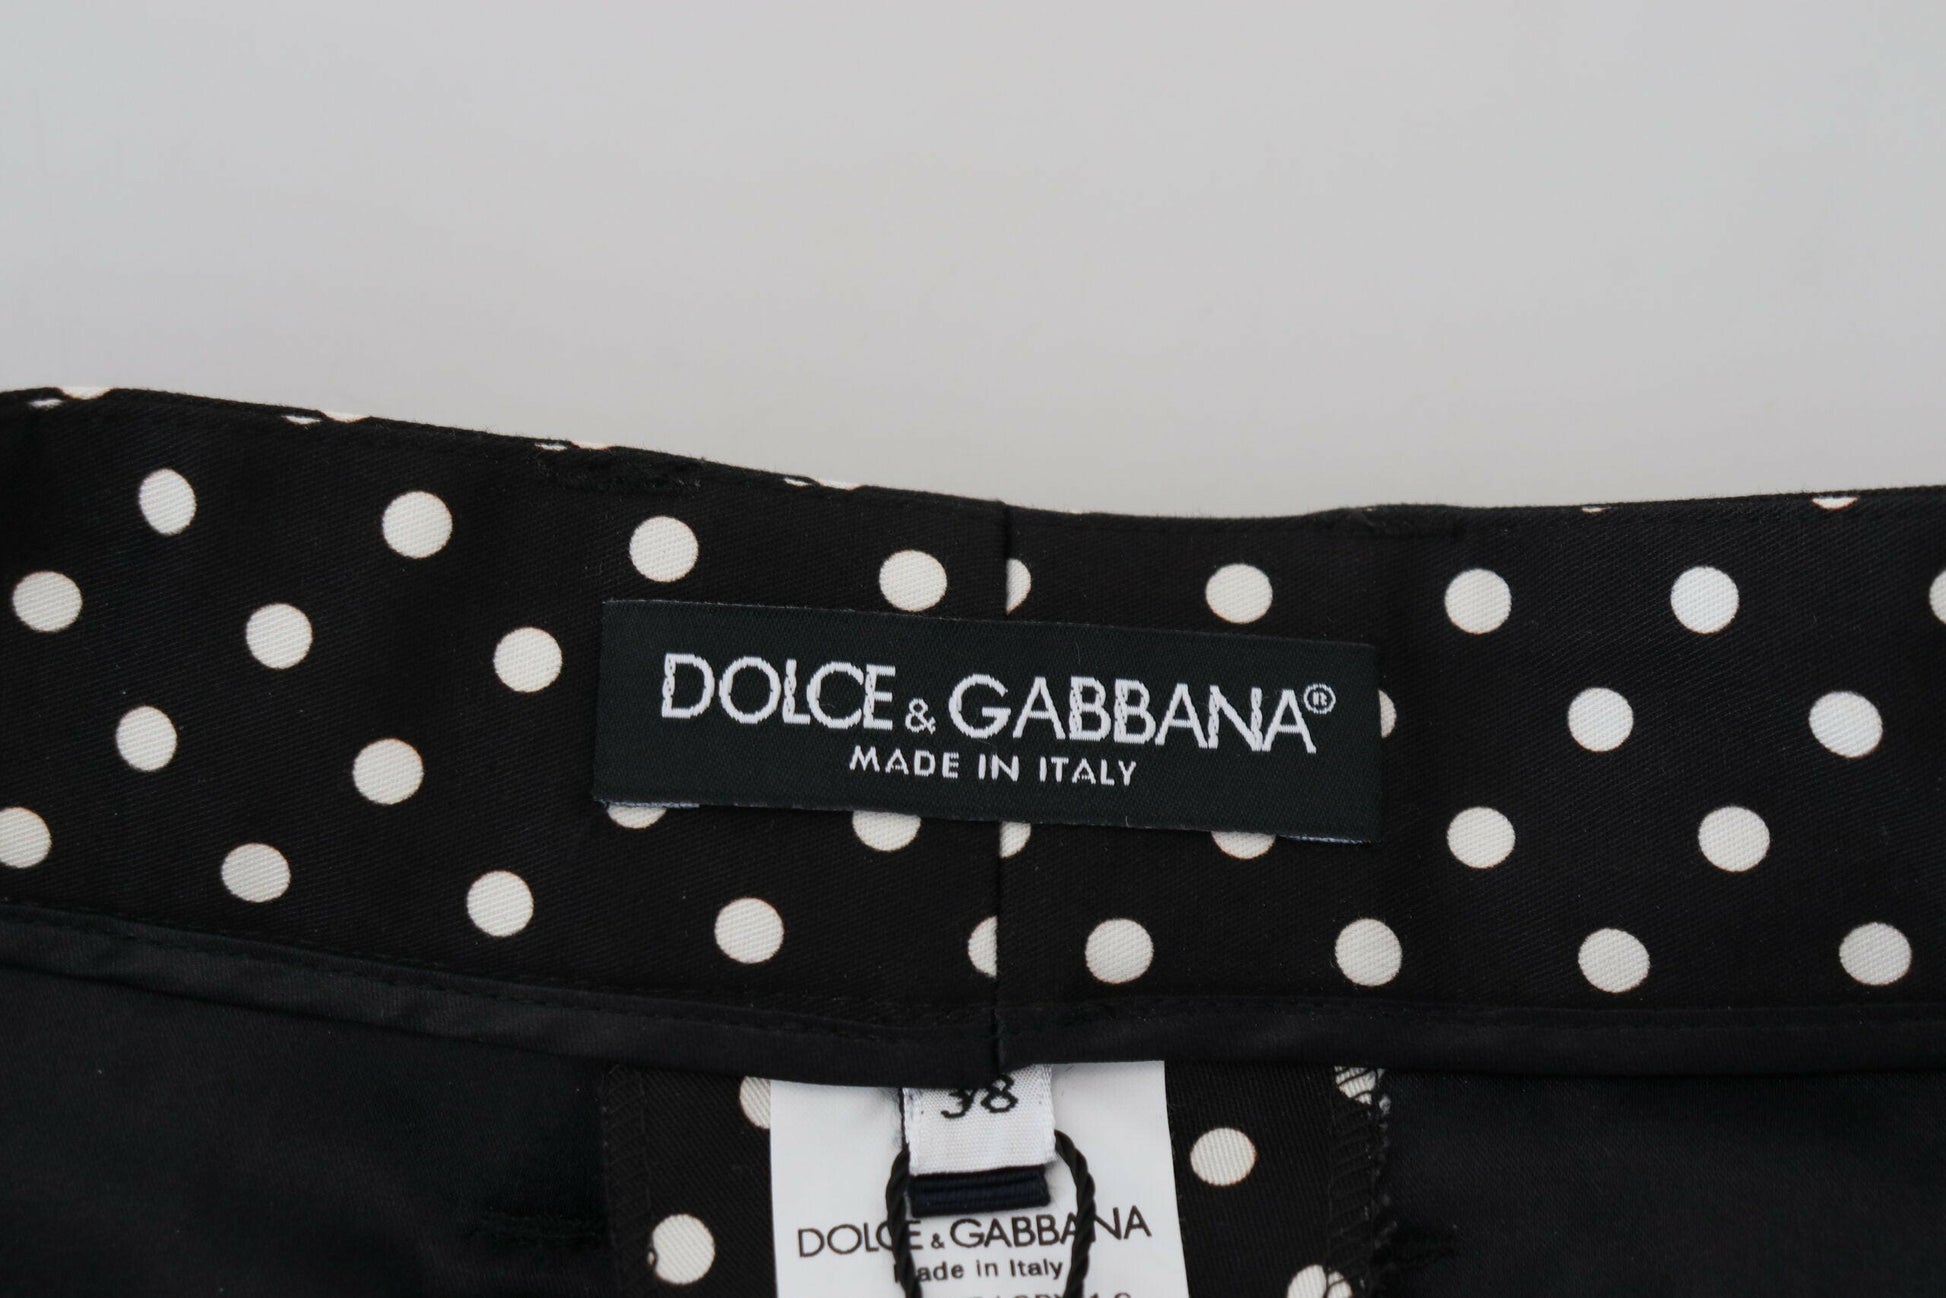 DOLCE & GABBANA®
MADE IN ITALY
38
DOLCE & GABBANA
Made in Italy